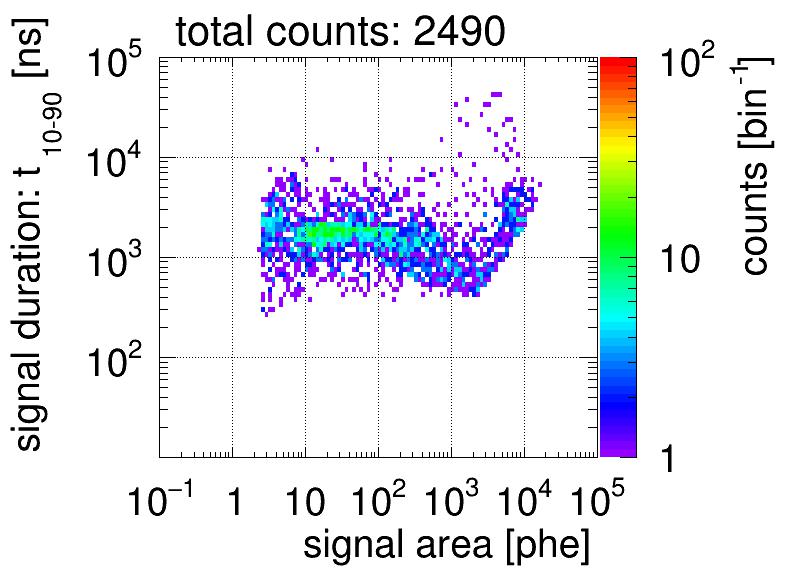 total counts: 2490
signal duration: t 10-90 [ns]
10^5
10^4
10^3
10^2
10^−1 1 10 10^2 10^3 10^4 10^5
signal area [phe]
10^2
10
1
counts [bin^-1]